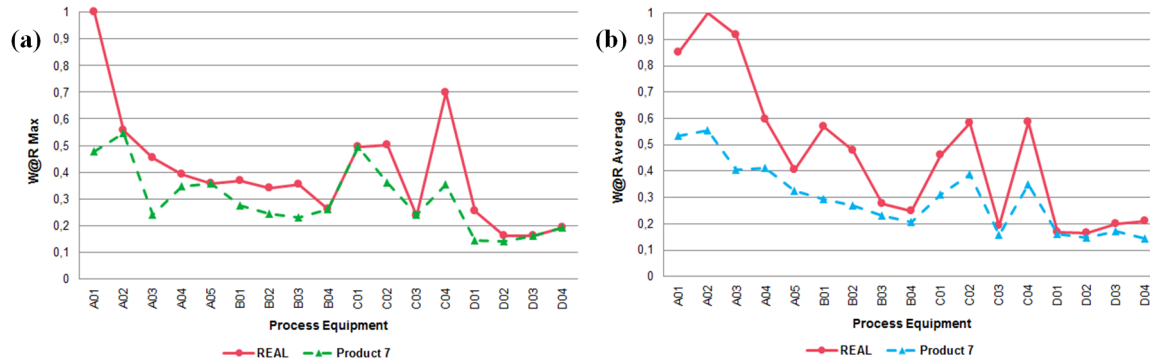 (a)
W@R Max
1
0,9
0,8
0,7
0,6
0,5
0,4
0,3
0,2
0,1
0
A01 A02 A03 A04 A05 B01 B02 B03 B04 C01 C02 C03 C04 D01 D02 D03 D04
Process Equipment
REAL Product 7
(b)
W@R Average
1
0,9
0,8
0,7
0,6
0,5
0,4
0,3
0,2
0,1
0
A01 A02 A03 A04 A05 B01 B02 B03 B04 C01 C02 C03 C04 D01 D02 D03 D04
Process Equipment
REAL Product 7